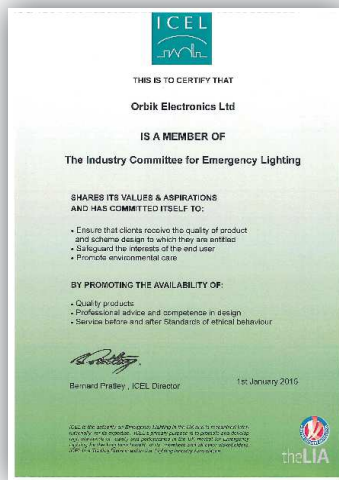 ICEL
THIS IS TO CERTIFY THAT
Orbik Electronics Ltd
IS A MEMBER OF
The Industry Committee for Emergency Lighting
SHARES ITS VALUES & ASPIRATIONS
AND HAS COMMITTED ITSELF TO:
• Ensure that clients receive the quality of product
and scheme design to which they are entitled
• Safeguard the interests of the end user
• Promote environmental care
BY PROMOTING THE AVAILABILITY OF:
• Quality products
• Professional advice and competence in design
• Service before and after Standards of ethical behaviour
Bernard Pratley , ICEL Director
1st January 2015
theLIA